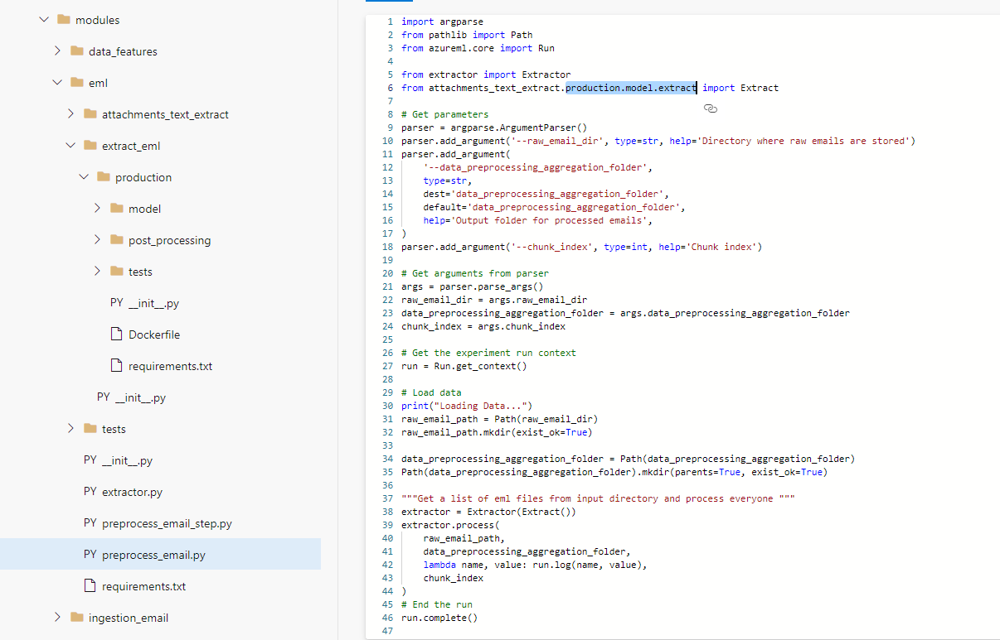 modules
data_features
eml
attachments_text_extract
extract_eml
production
model
post_processing
tests
PY __init__.py
Dockerfile
requirements.txt
PY __init__.py
tests
PY __init__.py
PY extractor.py
PY preprocess_email_step.py
PY preprocess_email.py
requirements.txt
ingestion_email
1 import argparse
2 from pathlib import Path
3 from azureml.core import Run
4
5 from extractor import Extractor
6 from attachments_text_extract.production.model.extract import Extract
7
8 # Get parameters
9 parser = argparse.ArgumentParser()
10 parser.add_argument('--raw_email_dir', type=str, help='Directory where raw emails are stored')
11 parser.add_argument(
12     '--data_preprocessing_aggregation_folder',
13     type=str,
14     dest='data_preprocessing_aggregation_folder',
15     default='data_preprocessing_aggregation_folder',
16     help='Output folder for processed emails',
17 )
18 parser.add_argument('--chunk_index', type=int, help='Chunk index')
19
20 # Get arguments from parser
21 args = parser.parse_args()
22 raw_email_dir = args.raw_email_dir
23 data_preprocessing_aggregation_folder = args.data_preprocessing_aggregation_folder
24 chunk_index = args.chunk_index
25
26 # Get the experiment run context
27 run = Run.get_context()
28
29 # Load data
30 print("Loading Data...")
31 raw_email_path = Path(raw_email_dir)
32 raw_email_path.mkdir(exist_ok=True)
33
34 data_preprocessing_aggregation_folder = Path(data_preprocessing_aggregation_folder)
35 Path(data_preprocessing_aggregation_folder).mkdir(parents=True, exist_ok=True)
36
37 """Get a list of eml files from input directory and process everyone """
38 extractor = Extractor(Extract())
39 extractor.process(
40     raw_email_path,
41     data_preprocessing_aggregation_folder,
42     lambda name, value: run.log(name, value),
43     chunk_index
44 )
45 # End the run
46 run.complete()
47